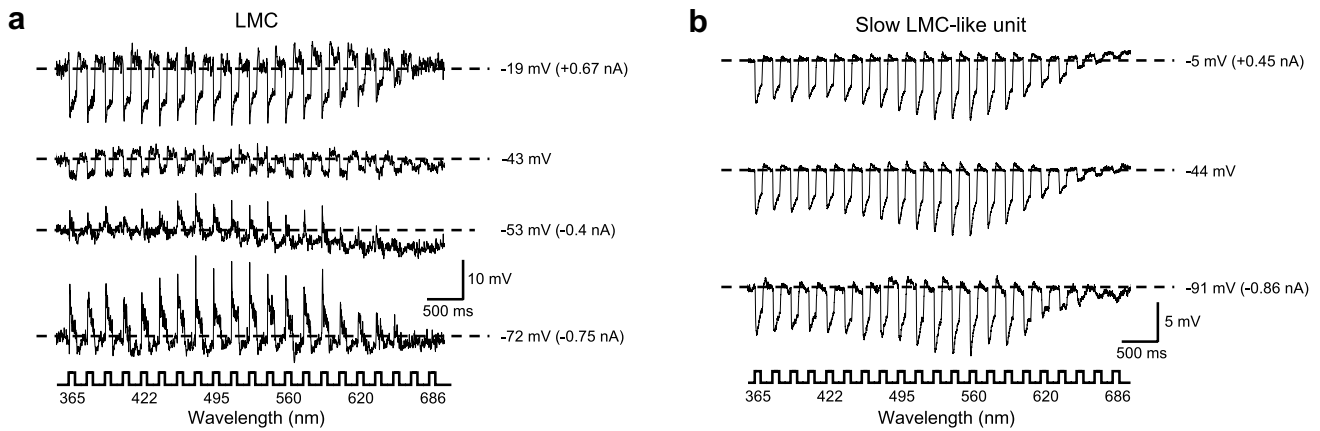 a
LMC
-19 mV (+0.67 nA)
-43 mV
-53 mV (-0.4 nA)
10 mV
500 ms
-72 mV (-0.75 nA)
365 422 495 560 620 686
Wavelength (nm)
b
Slow LMC-like unit
-5 mV (+0.45 nA)
-44 mV
-91 mV (-0.86 nA)
5 mV
500 ms
365 422 495 560 620 686
Wavelength (nm)